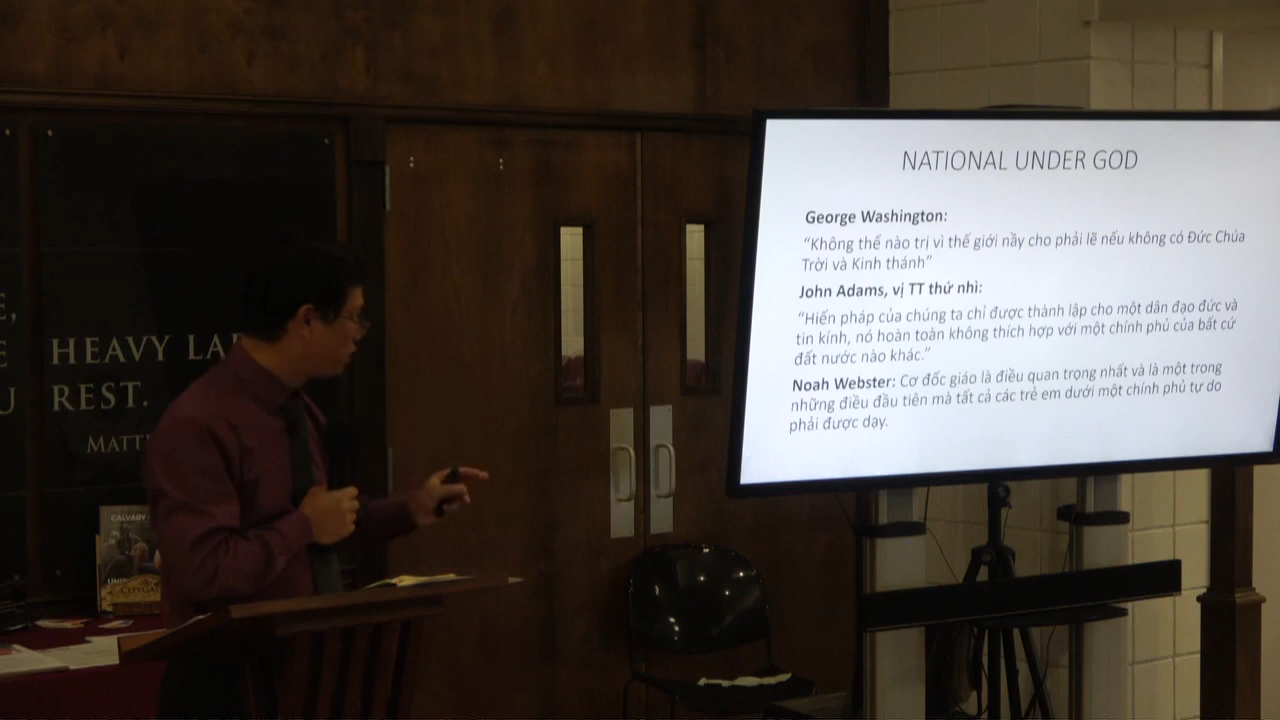 NATIONAL UNDER GOD
George Washington:
“Không thể nào trị vì thế giới nầy cho phải lẽ nếu không có Đức Chúa
Trời và Kinh thánh”
John Adams, vị TT thứ nhì:
“Hiến pháp của chúng ta chỉ được thành lập cho một dân đạo đức và
tin kính, nó hoàn toàn không thích hợp với một chính phủ của bất cứ
đất nước nào khác.”
Noah Webster: Cơ đốc giáo là điều quan trọng nhất và là một trong
những điều đầu tiên mà tất cả các trẻ em dưới một chính phủ tự do
phải được dạy.
HEAVY
REST.
CALVARY